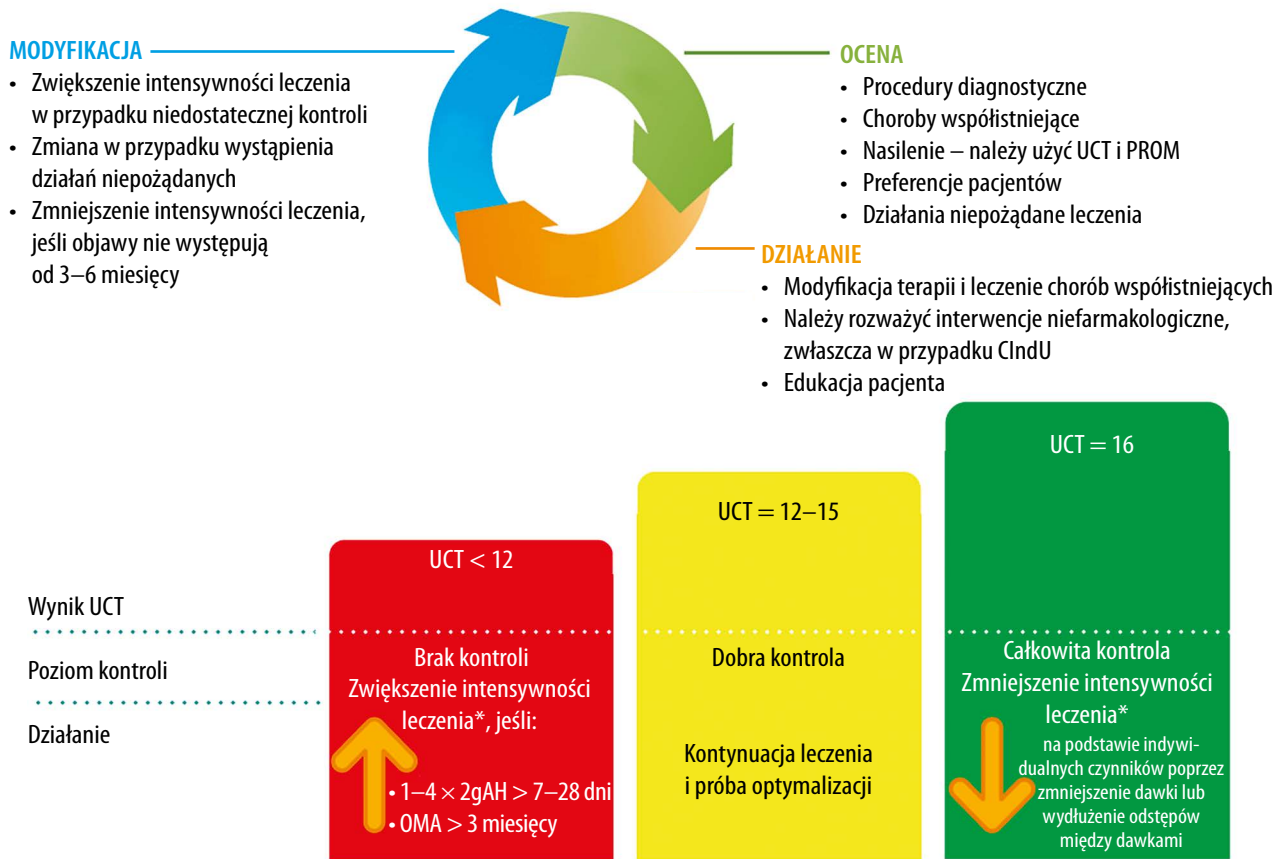 MODYFIKACJA
• Zwiększenie intensywności leczenia
w przypadku niedostatecznej kontroli
• Zmiana w przypadku wystąpienia
działań niepożądanych
• Zmniejszenie intensywności leczenia,
jeśli objawy nie występują
od 3–6 miesięcy
OCENA
• Procedury diagnostyczne
• Choroby współistniejące
• Nasilenie – należy użyć UCT i PROM
• Preferencje pacjentów
• Działania niepożądane leczenia
DZIAŁANIE
• Modyfikacja terapii i leczenie chorób współistniejących
• Należy rozważyć interwencje niefarmakologiczne,
zwłaszcza w przypadku CIndU
• Edukacja pacjenta
Wynik UCT
Poziom kontroli
Działanie
UCT < 12
Brak kontroli
Zwiększenie intensywności
leczenia*, jeśli:
• 1–4 × 2gAH > 7–28 dni
• OMA > 3 miesięcy
UCT = 12–15
Dobra kontrola
Kontynuacja leczenia
i próba optymalizacji
UCT = 16
Całkowita kontrola
Zmniejszenie intensywności
leczenia*
na podstawie indywi-
dualnych czynników poprzez
zmniejszenie dawki lub
wydłużenie odstępów
między dawkami